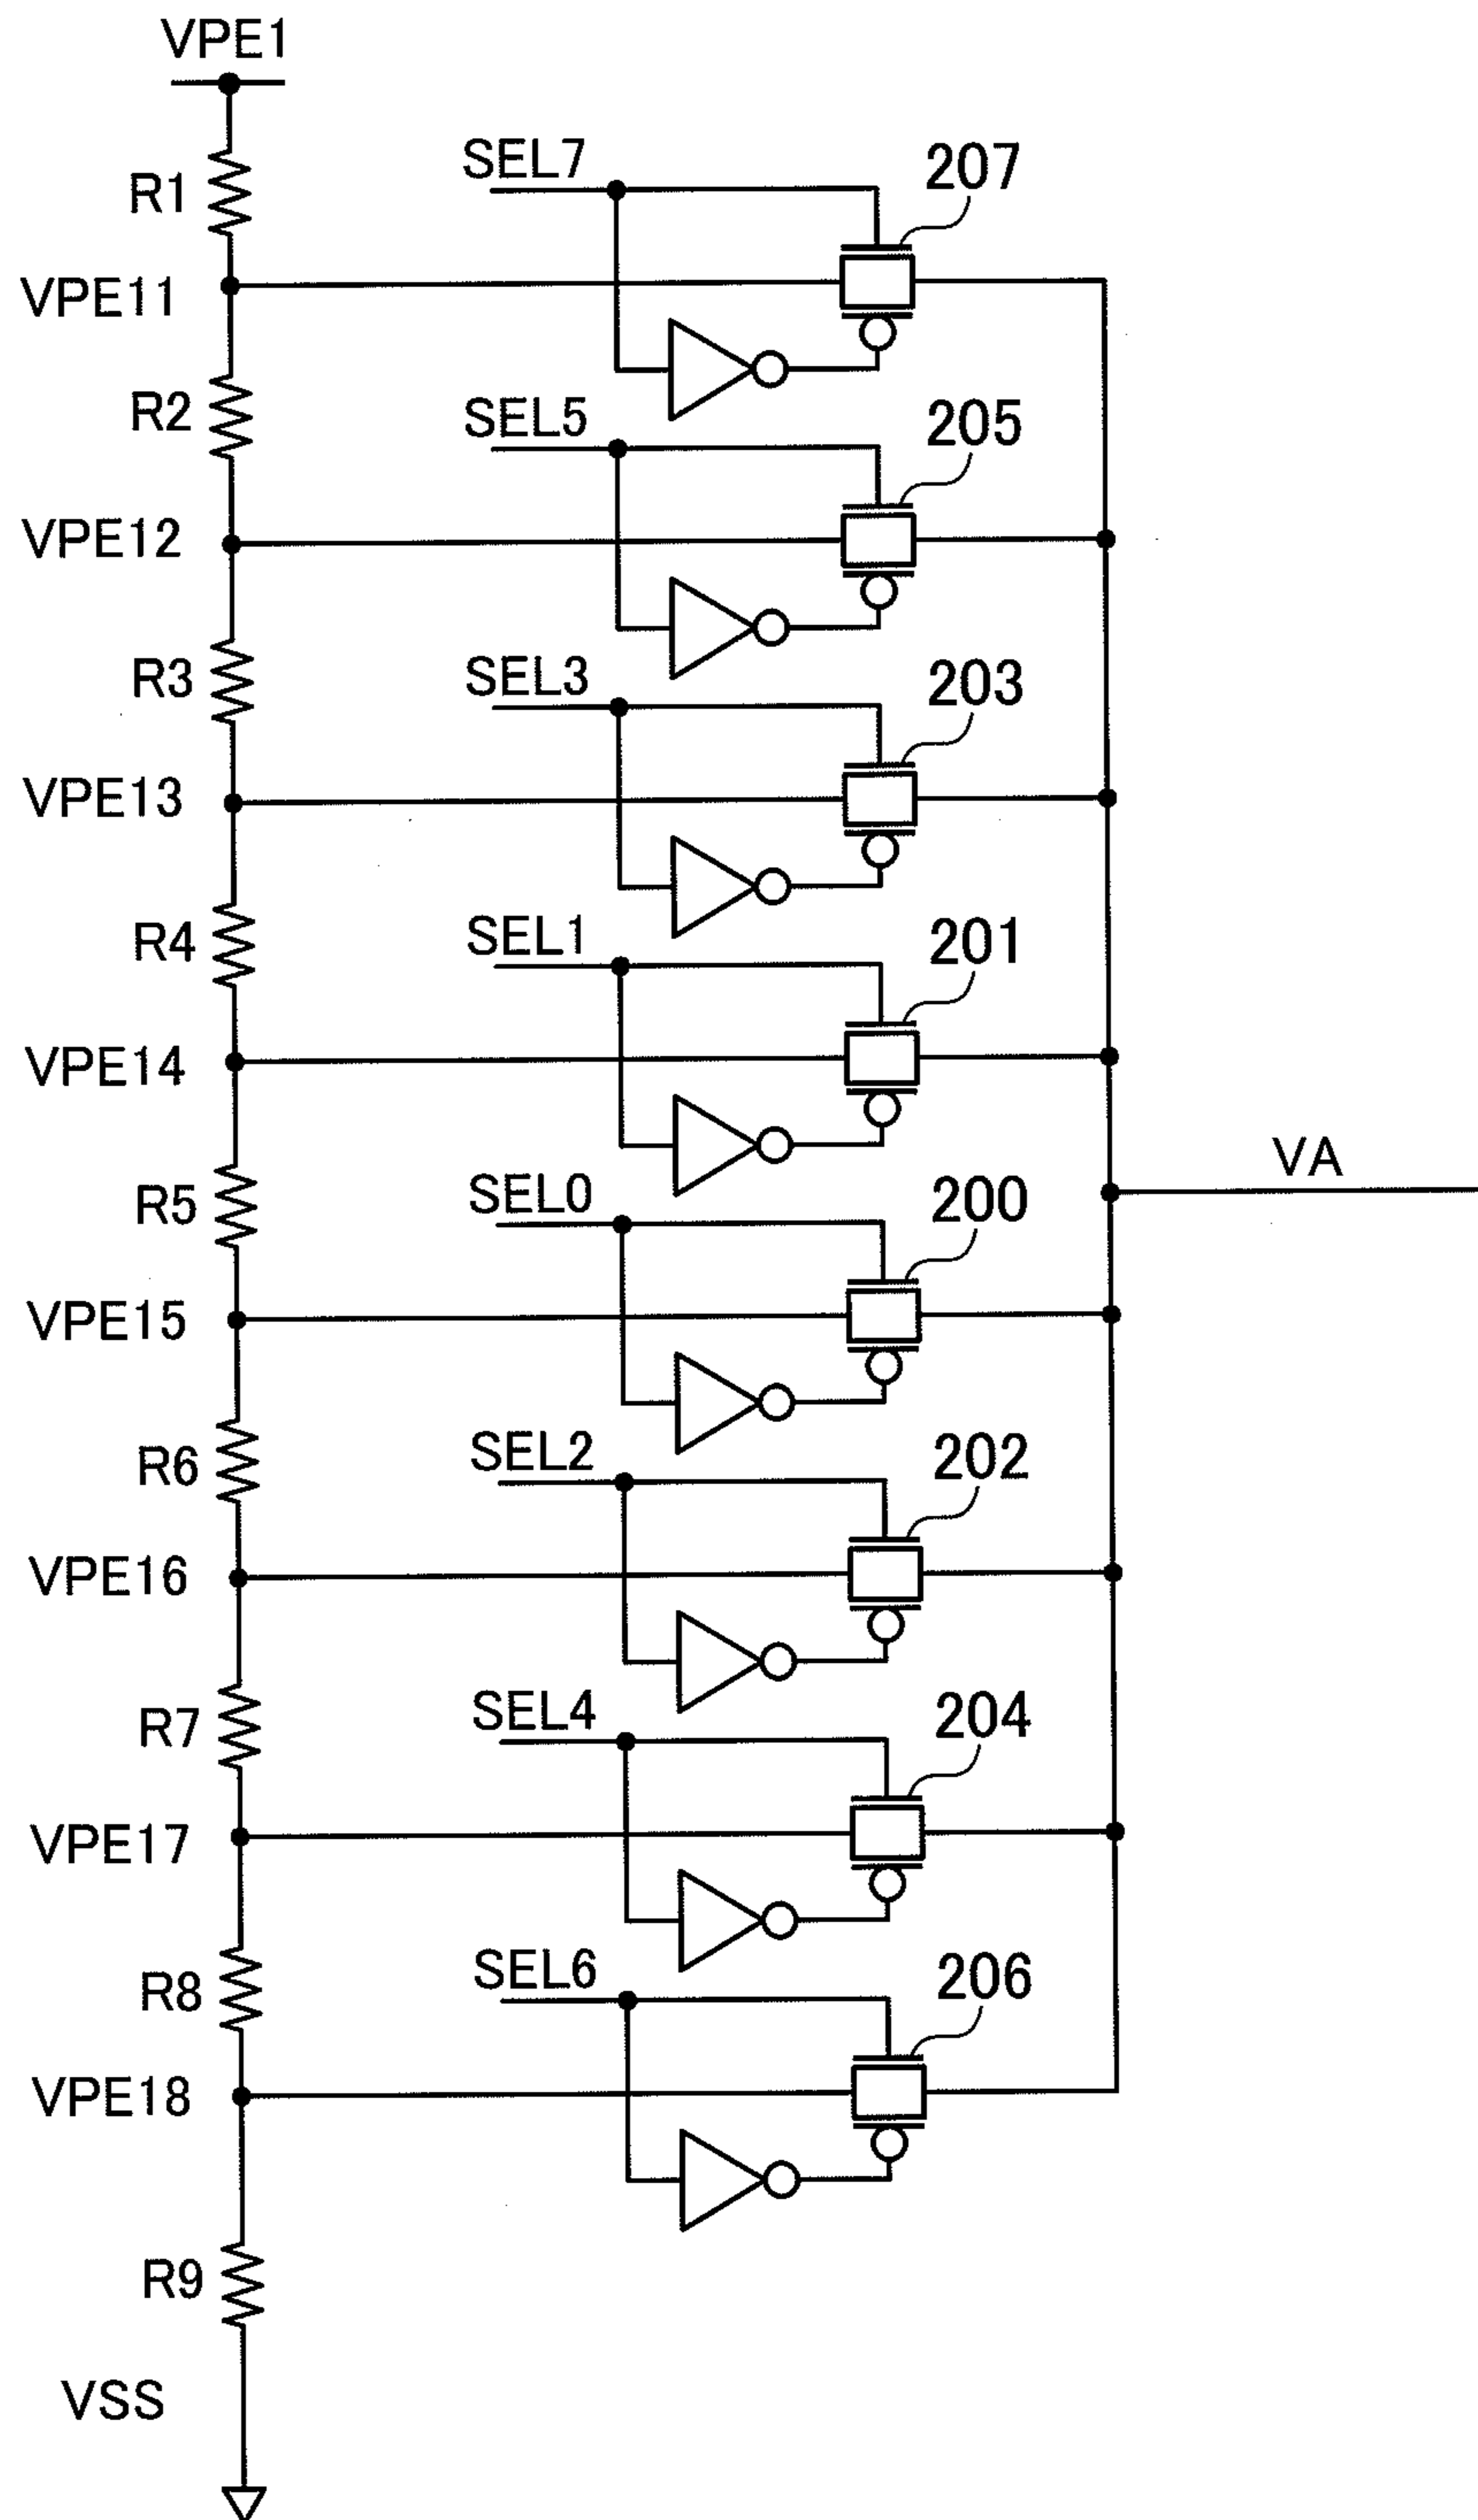 VPE1
SEL7
207
R1
VPE11
R2
SEL5
205
VPE12
R3
SEL3
203
VPE13
R4
SEL1
201
VPE14
VA
R5
SEL0
200
VPE15
R6
SEL2
202
VPE16
R7
SEL4
204
VPE17
R8
SEL6
206
VPE18
R9
VSS